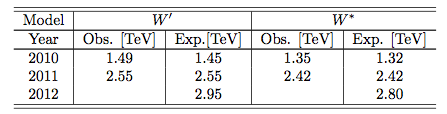 Model W′ W*
Year Obs. [TeV] Exp.[TeV] Obs. [TeV] Exp. [TeV]
2010 1.49 1.45 1.35 1.32
2011 2.55 2.55 2.42 2.42
2012 2.95 2.80